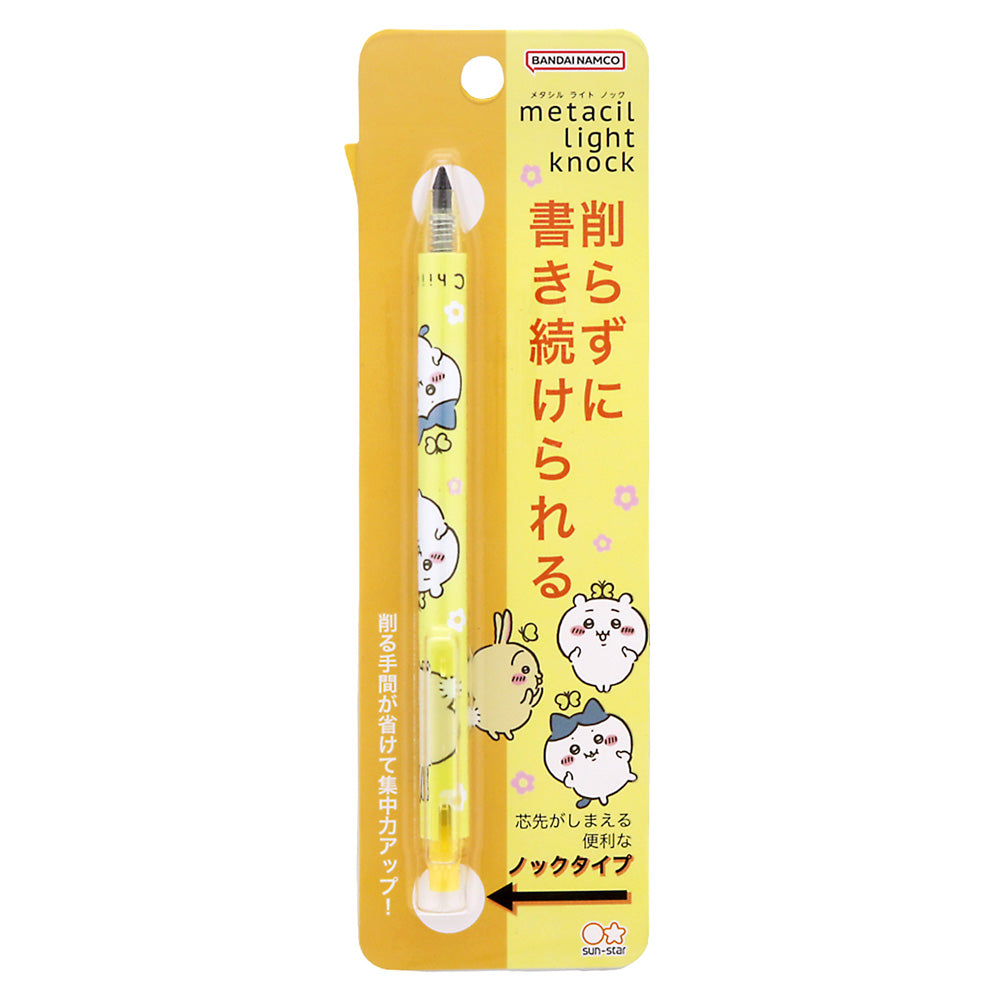 BANDAI NAMCO
メタシル ライト ノック
metacil
light
knock
削らずに
書き続けられる
Chii
削る手間が省けて集中力アップ！
芯先がしまえる
便利な
ノックタイプ
sun-star